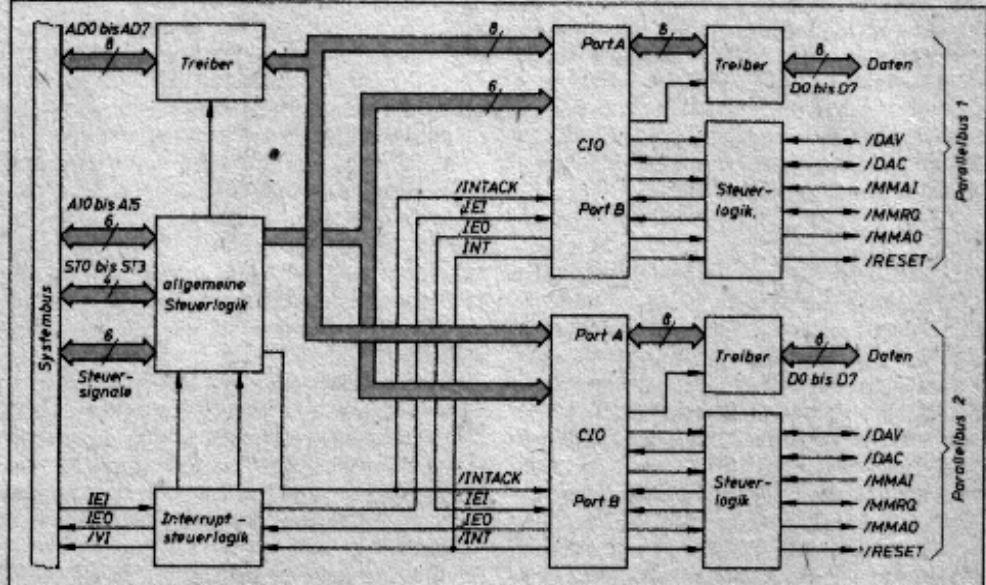 Systembus
AD0 bis AD7
8
Treiber
A10 bis A15
6
ST0 bis ST3
4
6
Steuer-
signale
allgemeine
Steuerlogik
IEI
IEO
/VI
Interrupt-
steuerlogik
8
6
/INTACK
IEI
IEO
INT
Port A
CIO
Port B
8
Treiber
8
Daten
D0 bis D7
Steuer-
logik
/DAV
/DAC
/MMAI
/MMRQ
/MMAO
/RESET
Parallelbus 1
/INTACK
IEI
IEO
/INT
Port A
CIO
Port B
8
Treiber
8
Daten
D0 bis D7
Steuer-
logik
/DAV
/DAC
/MMAI
/MMRQ
/MMAO
/RESET
Parallelbus 2